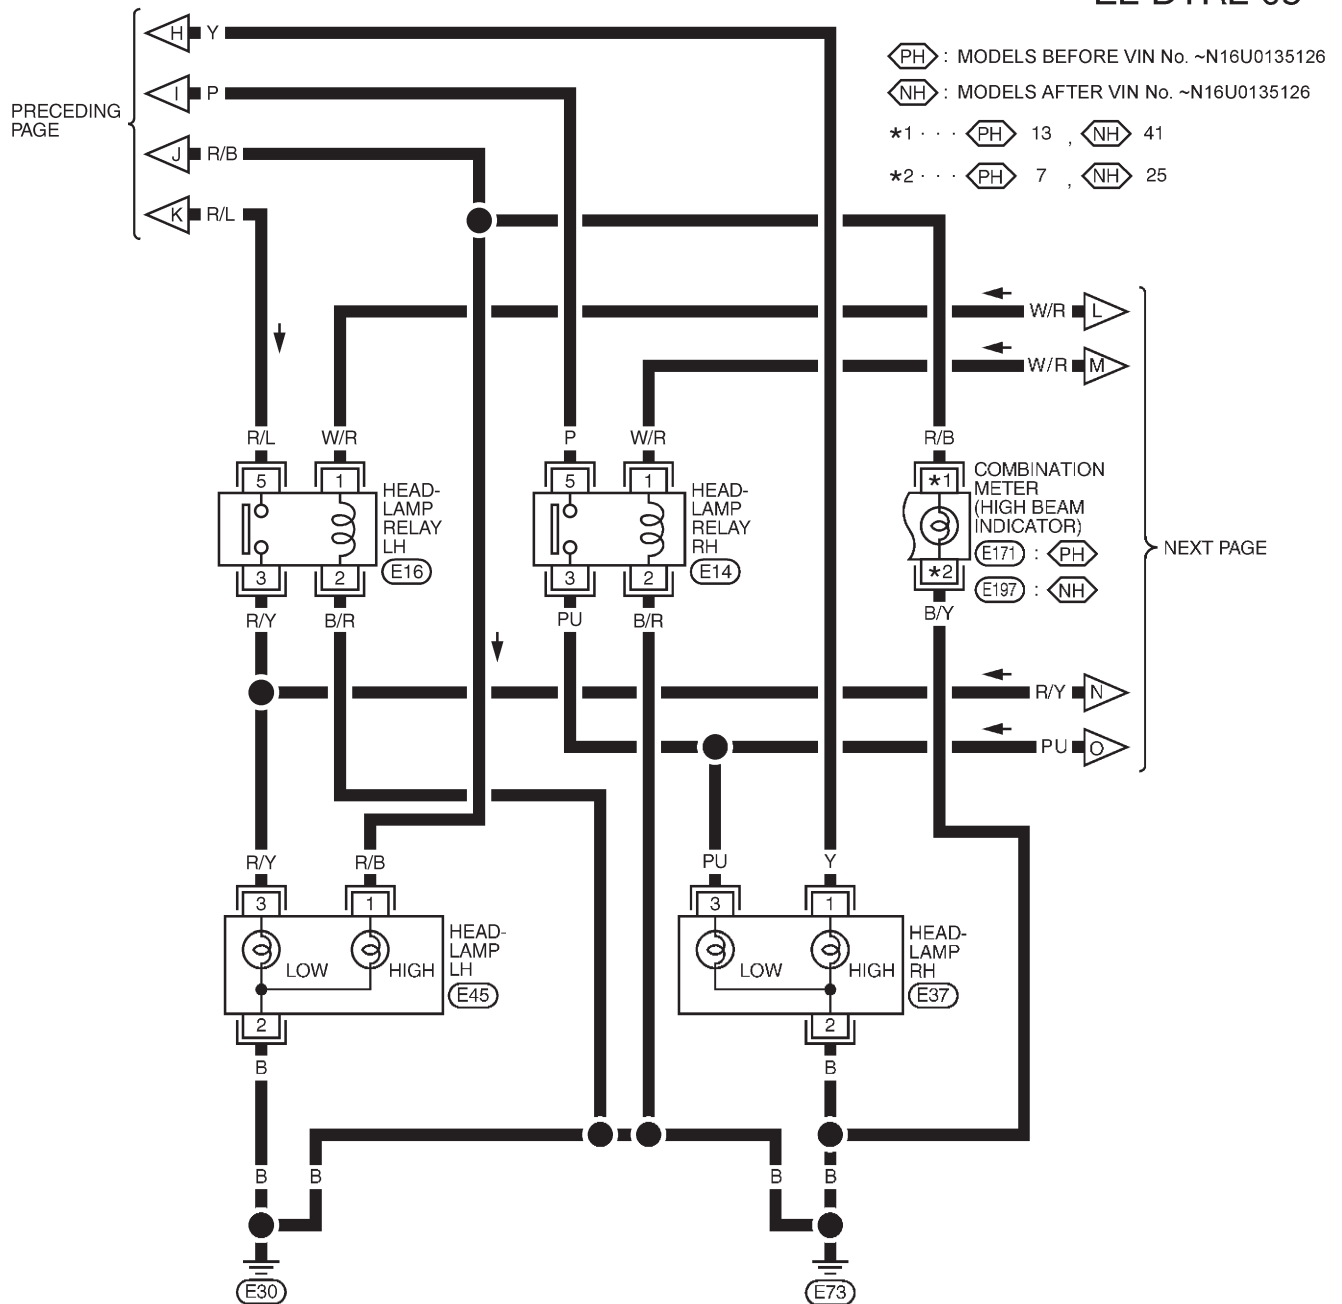 PH : MODELS BEFORE VIN No. ~N16U0135126
NH : MODELS AFTER VIN No. ~N16U0135126
*1 · · · PH 13 , NH 41
*2 · · · PH 7 , NH 25
PRECEDING
PAGE
H Y
I P
J R/B
K R/L
W/R L
W/R M
R/L W/R P W/R R/B
5 1 5 1 *1
HEAD-
LAMP
RELAY
LH
E16
HEAD-
LAMP
RELAY
RH
E14
COMBINATION
METER
(HIGH BEAM
INDICATOR)
E171 : PH
E197 : NH
NEXT PAGE
3 2 3 2 *2
R/Y B/R PU B/R B/Y
R/Y N
PU O
R/Y R/B PU Y
3 1 3 1
LOW HIGH
HEAD-
LAMP
LH
E45
LOW HIGH
HEAD-
LAMP
RH
E37
2 2
B B
B B B B
E30 E73